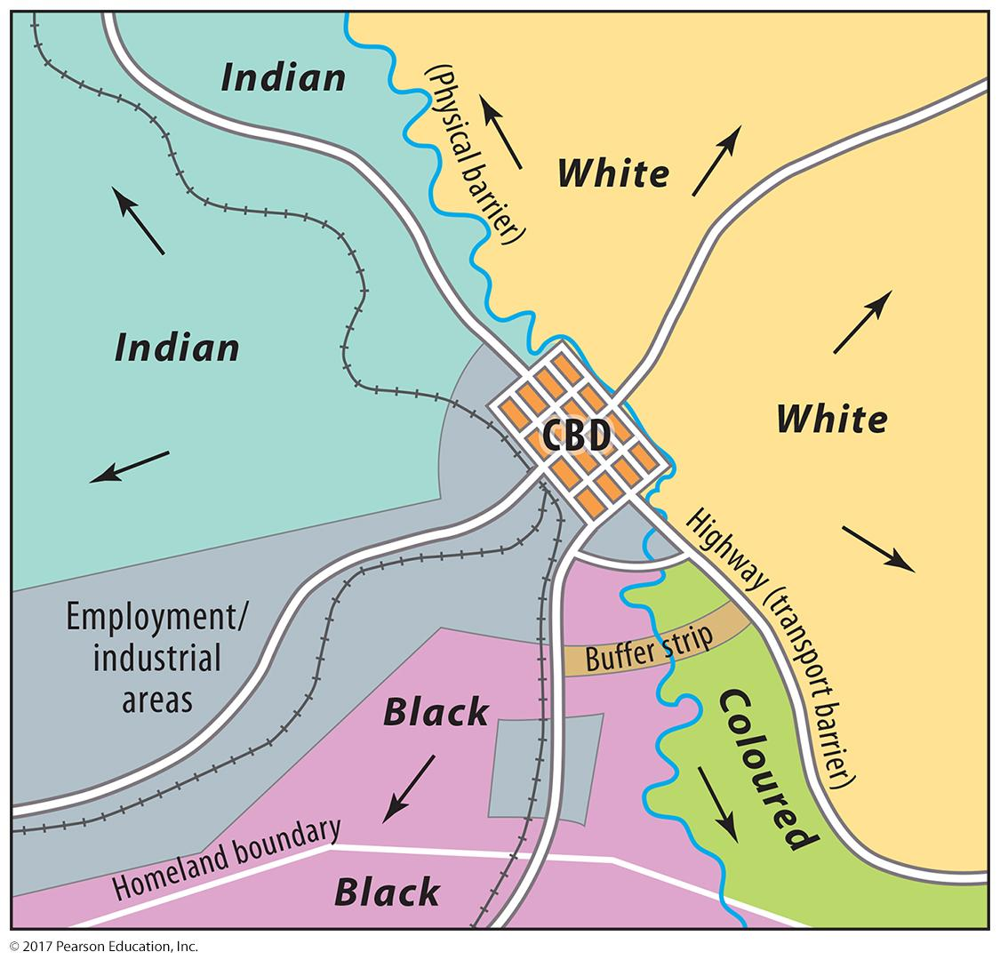 Indian
(Physical barrier)
White
Indian
White
CBD
Highway (transport barrier)
Employment/
industrial
areas
Buffer strip
Black
Coloured
Homeland boundary
Black
© 2017 Pearson Education, Inc.